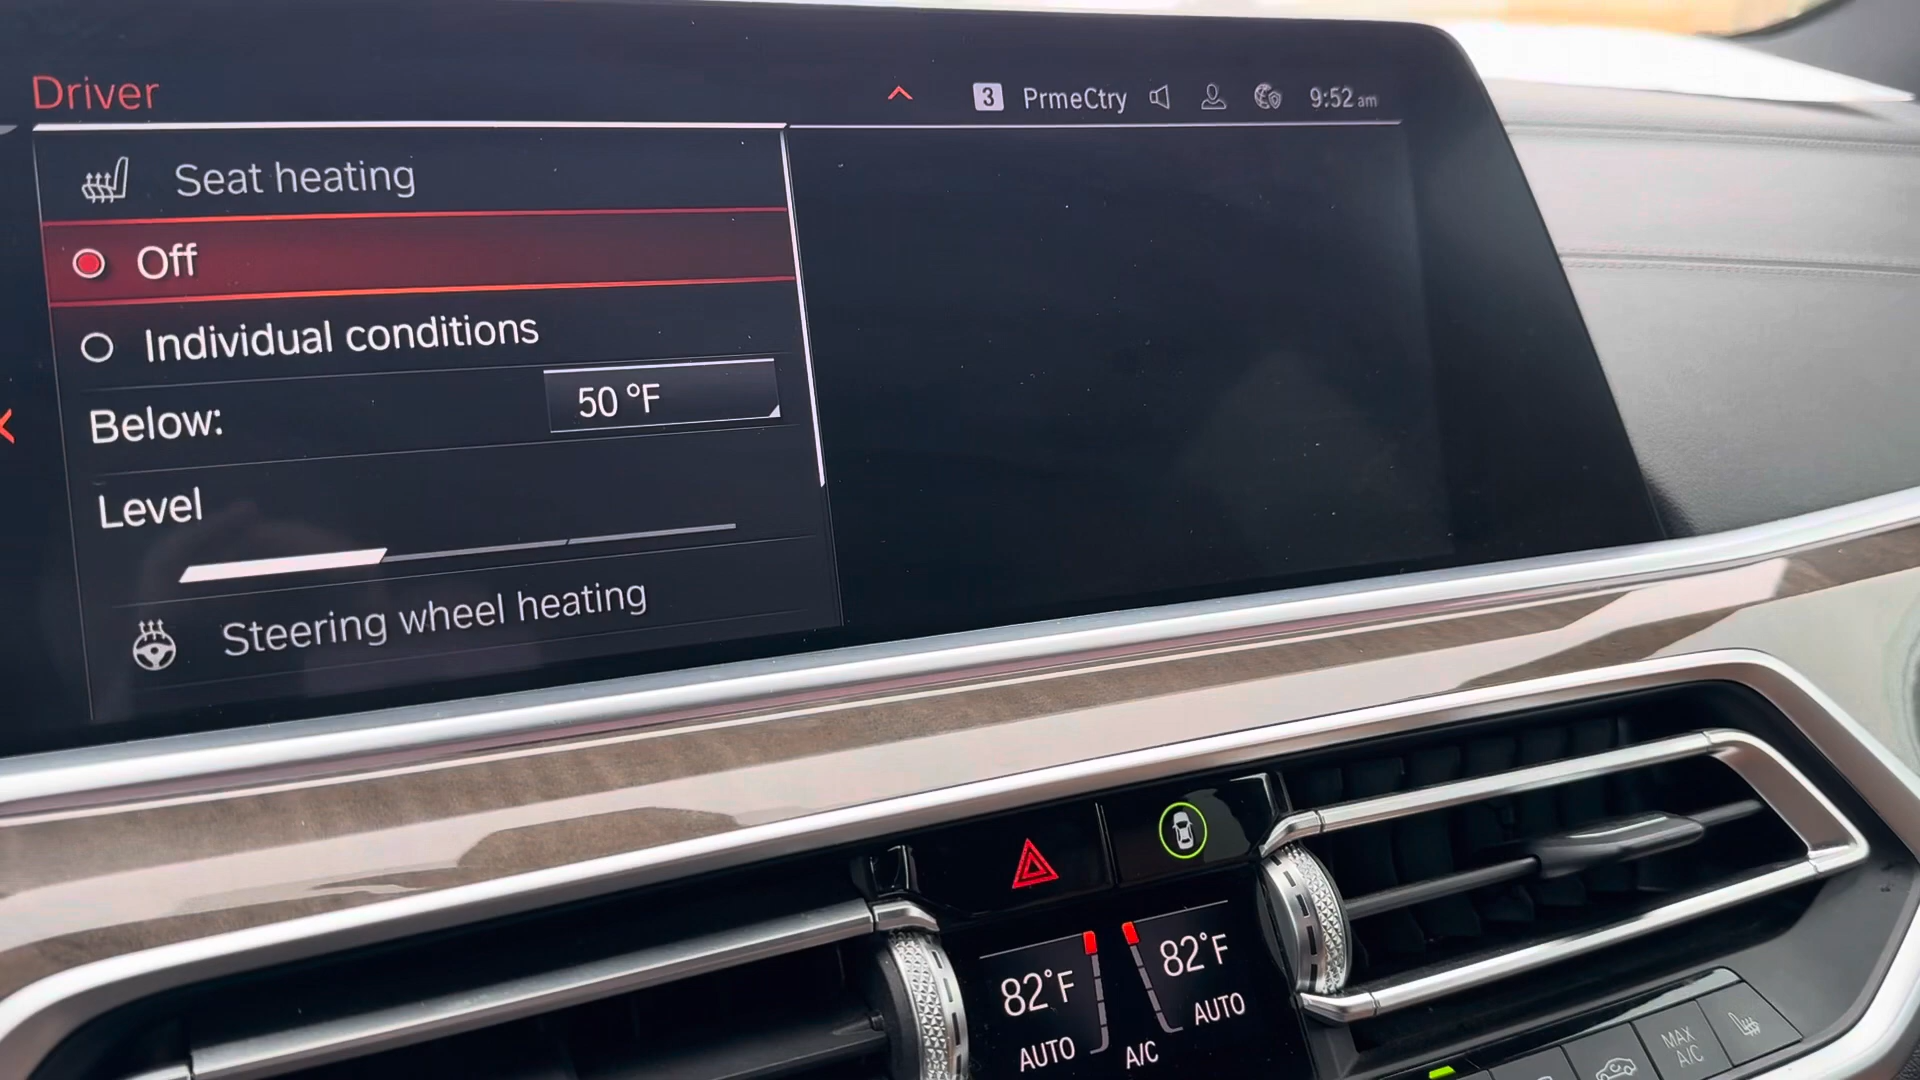 Driver
3 PrmeCtry 9:52 am
Seat heating
Off
Individual conditions
Below: 50 °F
Level
Steering wheel heating
82°F 82°F
AUTO A/C AUTO
MAX
A/C